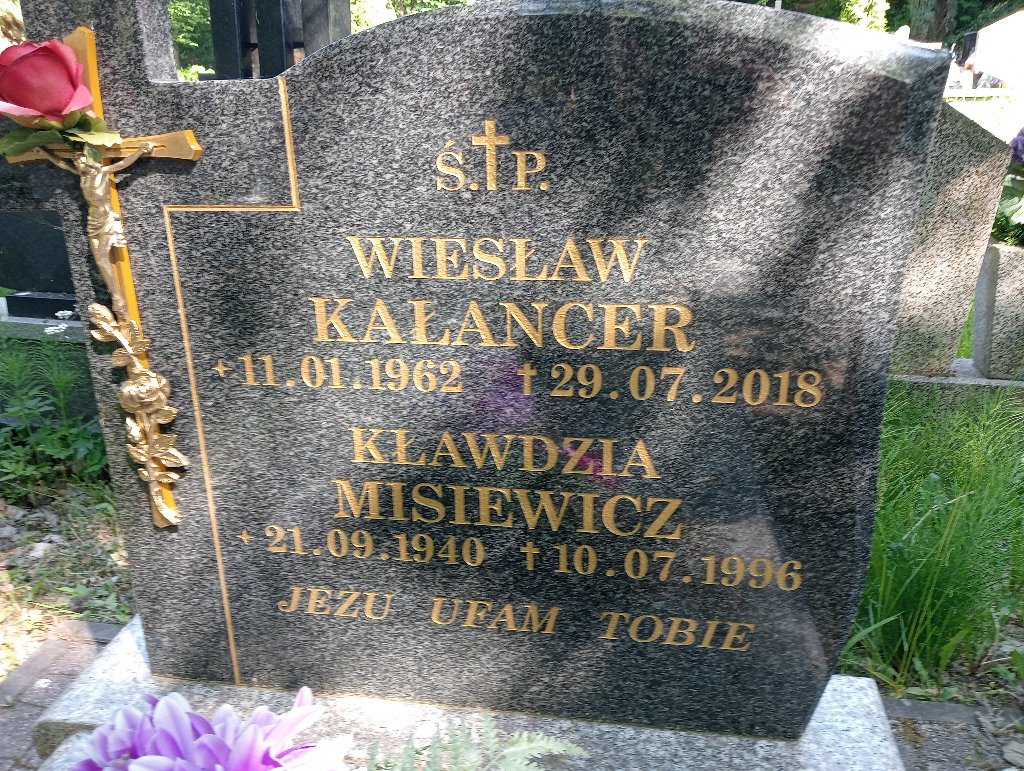 Ś.†P.
WIESŁAW
KAŁANCER
+11.01.1962 †29.07.2018
KŁAWDZIA
MISIEWICZ
+21.09.1940 †10.07.1996
JEZU UFAM TOBIE